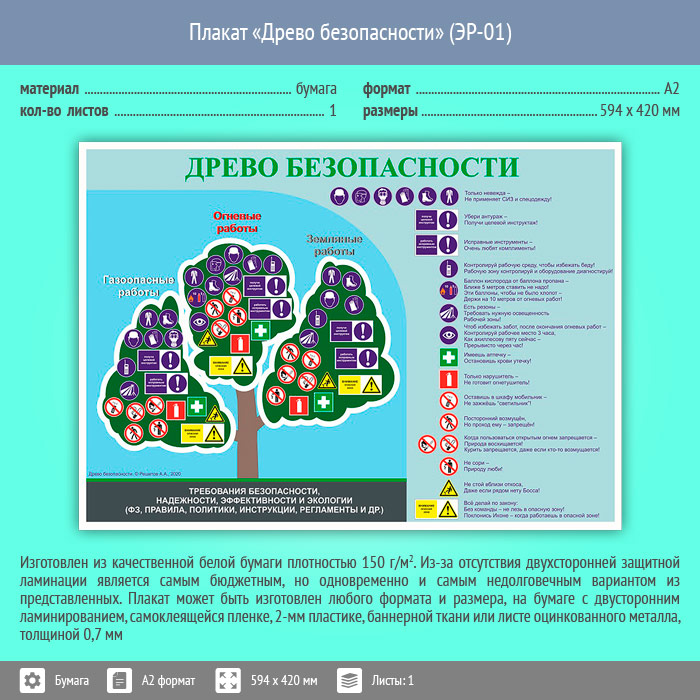 Плакат «Древо безопасности» (ЭР-01)
материал ........ бумага
кол-во листов ........ 1
формат ........ А2
размеры ........ 594 х 420 мм
ДРЕВО БЕЗОПАСНОСТИ
Огневые
работы
Земляные
работы
Газоопасные
работы
Только невежда –
Не применяет СИЗ и спецодежду!
Убери антураж –
Получи целевой инструктаж!
Исправные инструменты –
Очень любят комплименты!
Контролируй рабочую среду, чтобы избежать беду!
Рабочую зону контролируй и оборудование диагностируй!
Баллон кислорода от баллона пропана –
Ближе 5 метров ставить не надо!
Эти баллоны, чтобы не было хлопот –
Держи на 10 метров от огневых работ!
Есть резоны –
Требовать нужную освещенность
Рабочей зоны!
Чтоб избежать забот, после окончания огневых работ –
Контролируй рабочее место 3 часа,
Как ахиллесову пяту сейчас –
Прерывисто через час!
Имеешь аптечку –
Остановишь крови утечку!
Только нарушитель –
Не готовит огнетушитель!
Оставишь в шкафу мобильник –
Не зажжёшь "светильник"!
Посторонний возмущён,
Но проход ему – запрещён!
Когда пользоваться открытым огнем запрещается –
Природа восхищается!
Курить запрещается, даже если кто-то возмущается!
Не сори –
Природу люби!
Не стой вблизи откоса,
Даже если рядом нету Босса!
Всё делай по закону:
Без команды – не лезь в опасную зону!
Поклонись Иконе – когда работаешь в опасной зоне!
Древо безопасности. © Решетов А.А., 2020
ТРЕБОВАНИЯ БЕЗОПАСНОСТИ,
НАДЕЖНОСТИ, ЭФФЕКТИВНОСТИ И ЭКОЛОГИИ
(ФЗ, ПРАВИЛА, ПОЛИТИКИ, ИНСТРУКЦИИ, РЕГЛАМЕНТЫ И ДР.)
Изготовлен из качественной белой бумаги плотностью 150 г/м². Из-за отсутствия двухсторонней защитной
ламинации является самым бюджетным, но одновременно и самым недолговечным вариантом из
представленных. Плакат может быть изготовлен любого формата и размера, на бумаге с двусторонним
ламинированием, самоклеящейся пленке, 2-мм пластике, баннерной ткани или листе оцинкованного металла,
толщиной 0,7 мм
Бумага
А2 формат
594 х 420 мм
Листы: 1